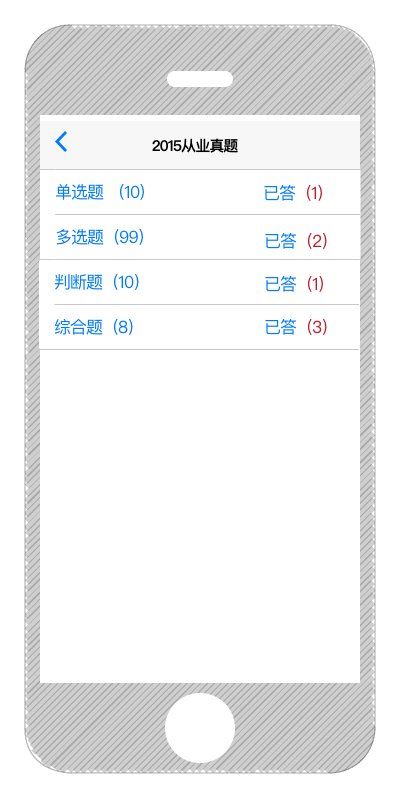 2015从业真题
单选题 (10) 已答 (1)
多选题 (99) 已答 (2)
判断题 (10) 已答 (1)
综合题 (8) 已答 (3)